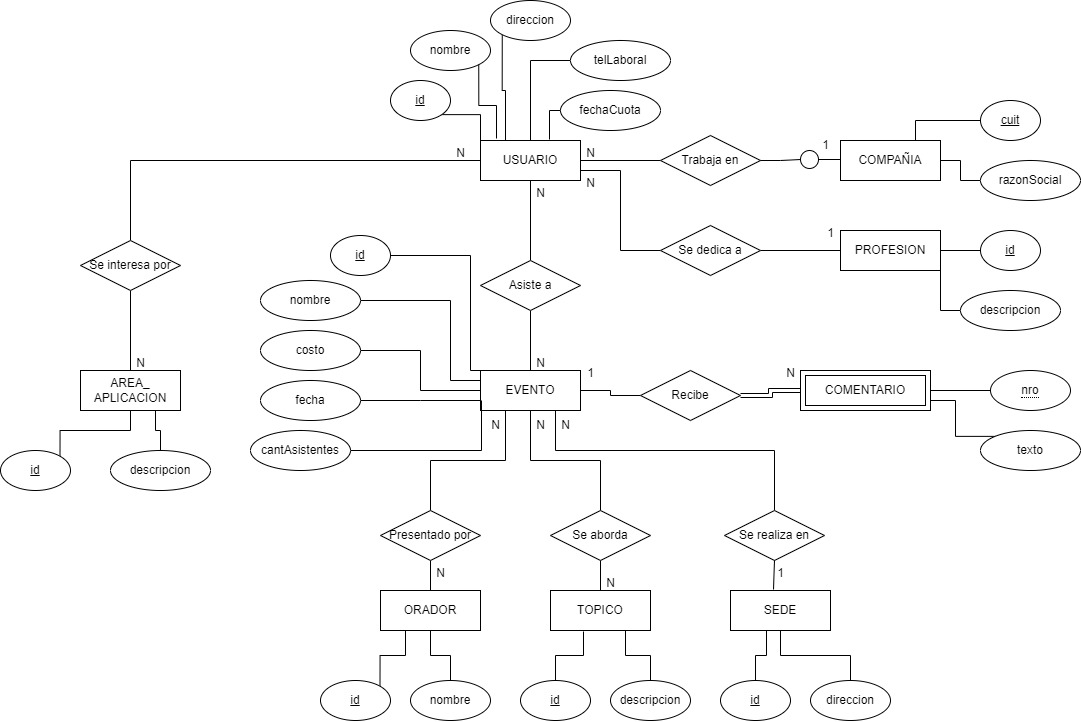 direccion
nombre
telLaboral
id
fechaCuota
cuit
N
USUARIO
N
Trabaja en
1
COMPAÑIA
N
N
razonSocial
Se interesa por
id
Asiste a
Se dedica a
1
PROFESION
id
nombre
descripcion
costo
N
N
AREA_
APLICACION
EVENTO
1
Recibe
N
COMENTARIO
nro
fecha
N
N
N
cantAsistentes
texto
id
descripcion
Presentado por
Se aborda
Se realiza en
N
N
1
ORADOR
TOPICO
SEDE
id
nombre
id
descripcion
id
direccion